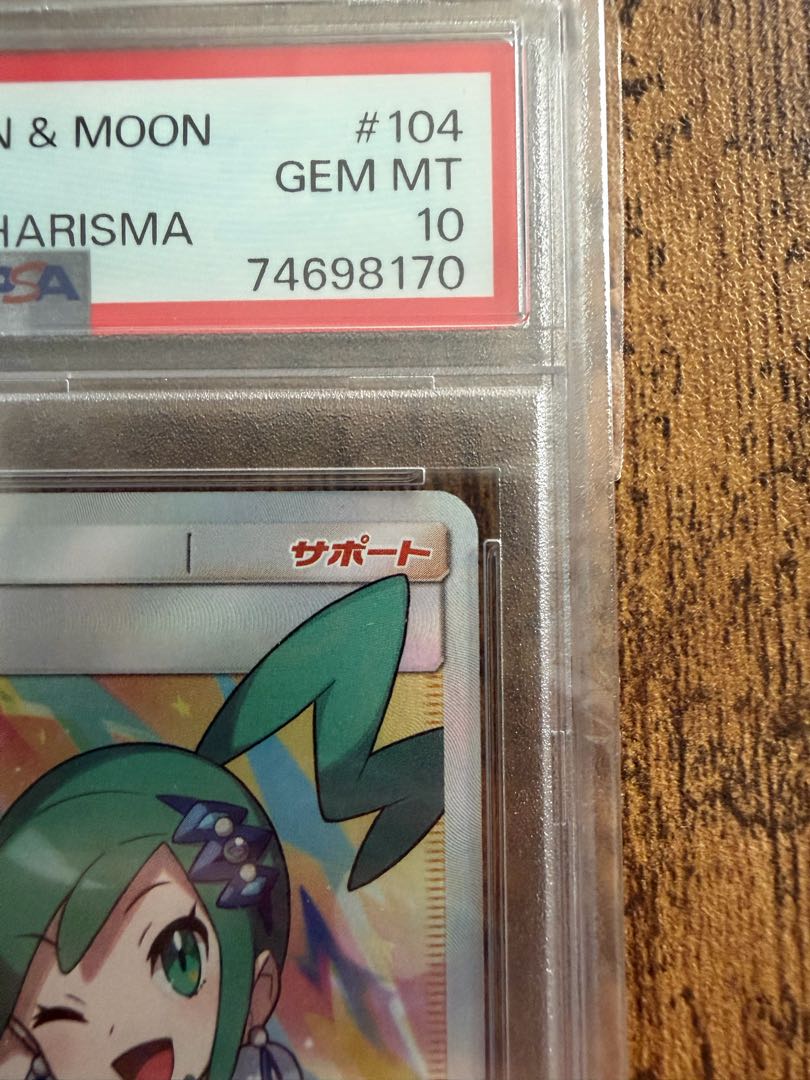 N & MOON #104
GEM MT
HARISMA 10
PSA 74698170
サポート